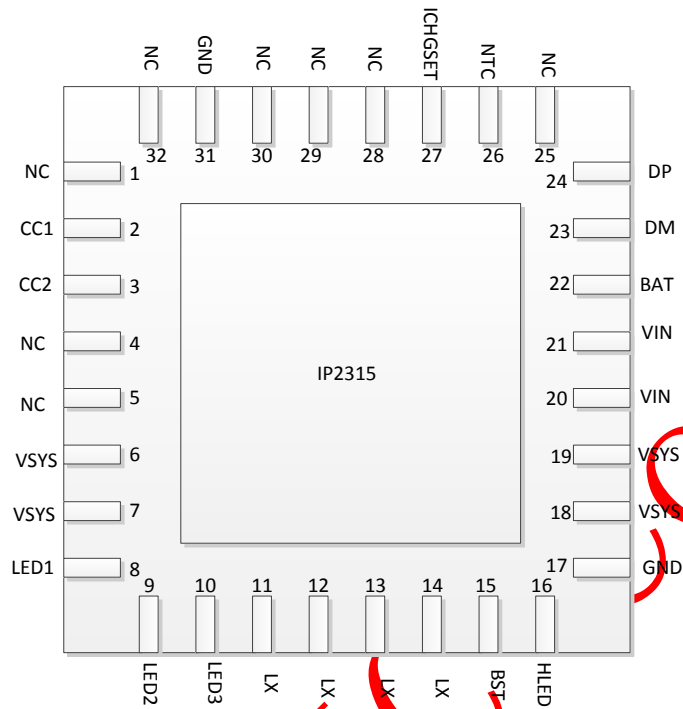 NC GND NC NC NC ICHGSET NTC NC
32 31 30 29 28 27 26 25
NC 1 24 DP
CC1 2 23 DM
CC2 3 22 BAT
NC 4 21 VIN
IP2315
NC 5 20 VIN
VSYS 6 19 VSYS
VSYS 7 18 VSYS
LED1 8 17 GND
9 10 11 12 13 14 15 16
LED2 LED3 LX LX LX LX BST HLED